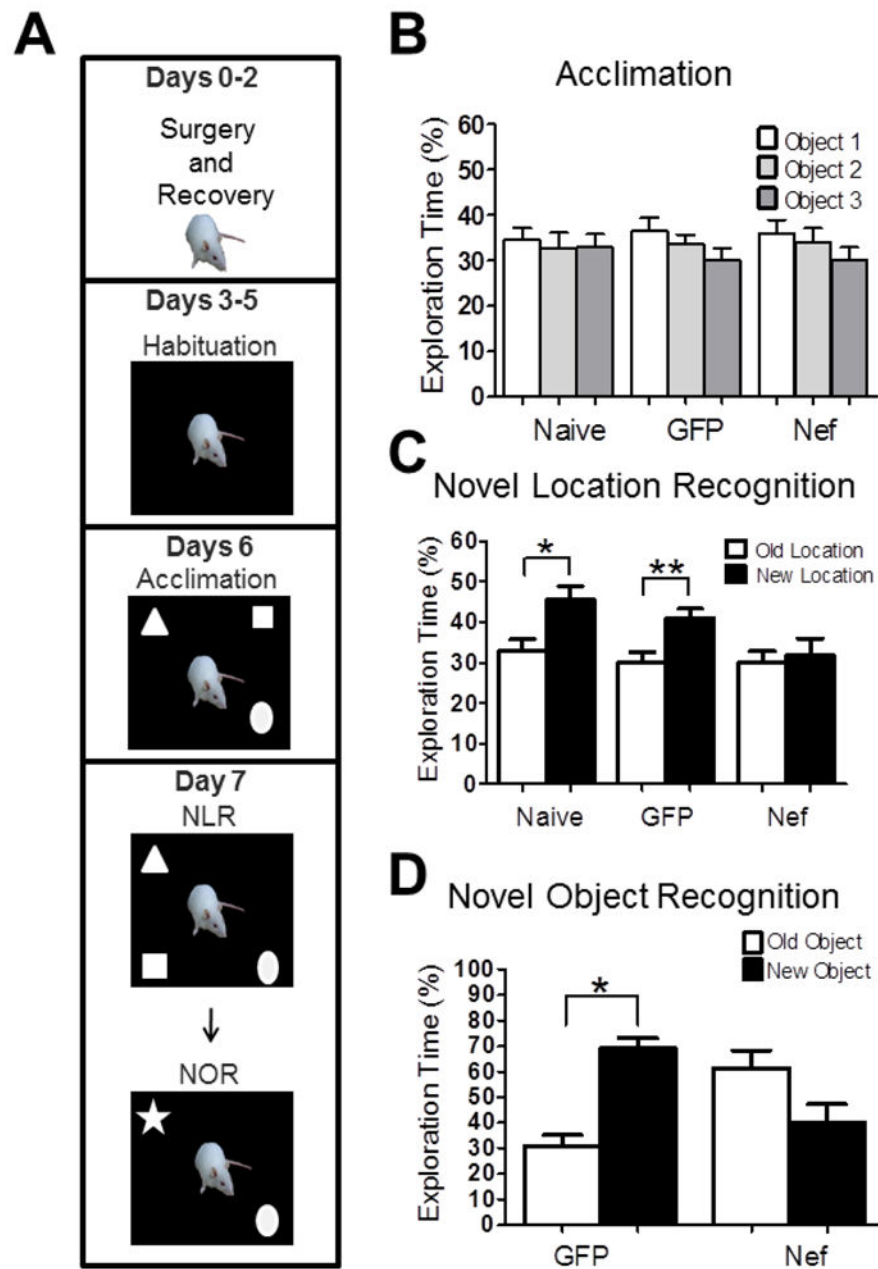 A
Days 0-2
Surgery
and
Recovery
Days 3-5
Habituation
Days 6
Acclimation
Day 7
NLR
NOR
B
Acclimation
Exploration Time (%)
60
50
40
30
20
10
0
Object 1
Object 2
Object 3
Naive GFP Nef
C
Novel Location Recognition
Exploration Time (%)
60
50
40
30
20
10
0
Old Location
New Location
*
**
Naive GFP Nef
D
Novel Object Recognition
Exploration Time (%)
100
90
80
70
60
50
40
30
20
10
0
Old Object
New Object
*
GFP Nef